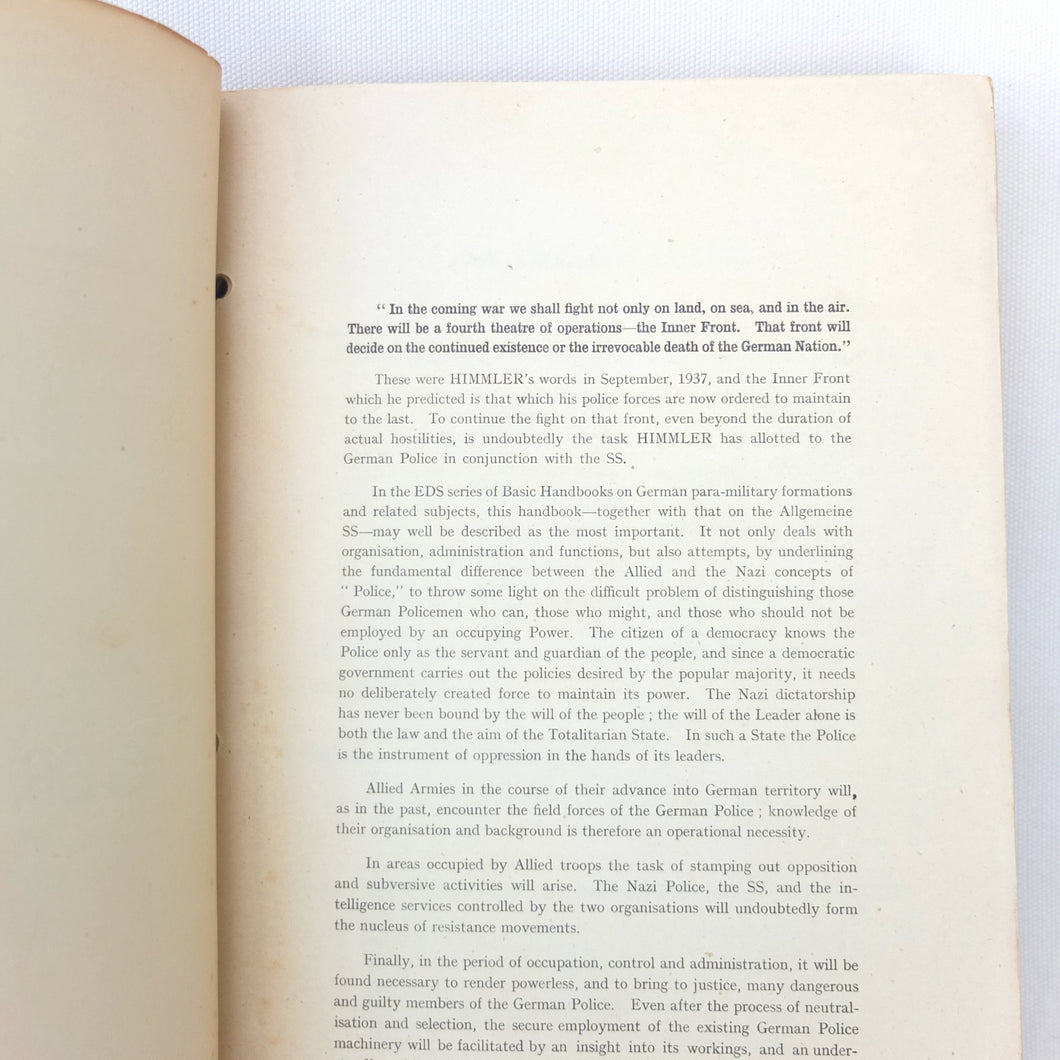 “ In the coming war we shall fight not only on land, on sea, and in the air.
There will be a fourth theatre of operations—the Inner Front. That front will
decide on the continued existence or the irrevocable death of the German Nation.”
These were HIMMLER's words in September, 1937, and the Inner Front
which he predicted is that which his police forces are now ordered to maintain
to the last. To continue the fight on that front, even beyond the duration of
actual hostilities, is undoubtedly the task HIMMLER has allotted to the
German Police in conjunction with the SS.
In the EDS series of Basic Handbooks on German para-military formations
and related subjects, this handbook—together with that on the Allgemeine
SS—may well be described as the most important. It not only deals with
organisation, administration and functions, but also attempts, by underlining
the fundamental difference between the Allied and the Nazi concepts of
“ Police,” to throw some light on the difficult problem of distinguishing those
German Policemen who can, those who might, and those who should not be
employed by an occupying Power. The citizen of a democracy knows the
Police only as the servant and guardian of the people, and since a democratic
government carries out the policies desired by the popular majority, it needs
no deliberately created force to maintain its power. The Nazi dictatorship
has never been bound by the will of the people ; the will of the Leader alone is
both the law and the aim of the Totalitarian State. In such a State the Police
is the instrument of oppression in the hands of its leaders.
Allied Armies in the course of their advance into German territory will,
as in the past, encounter the field forces of the German Police ; knowledge of
their organisation and background is therefore an operational necessity.
In areas occupied by Allied troops the task of stamping out opposition
and subversive activities will arise. The Nazi Police, the SS, and the in-
telligence services controlled by the two organisations will undoubtedly form
the nucleus of resistance movements.
Finally, in the period of occupation, control and administration, it will be
found necessary to render powerless, and to bring to justice, many dangerous
and guilty members of the German Police. Even after the process of neutral-
isation and selection, the secure employment of the existing German Police
machinery will be facilitated by an insight into its workings, and an under-